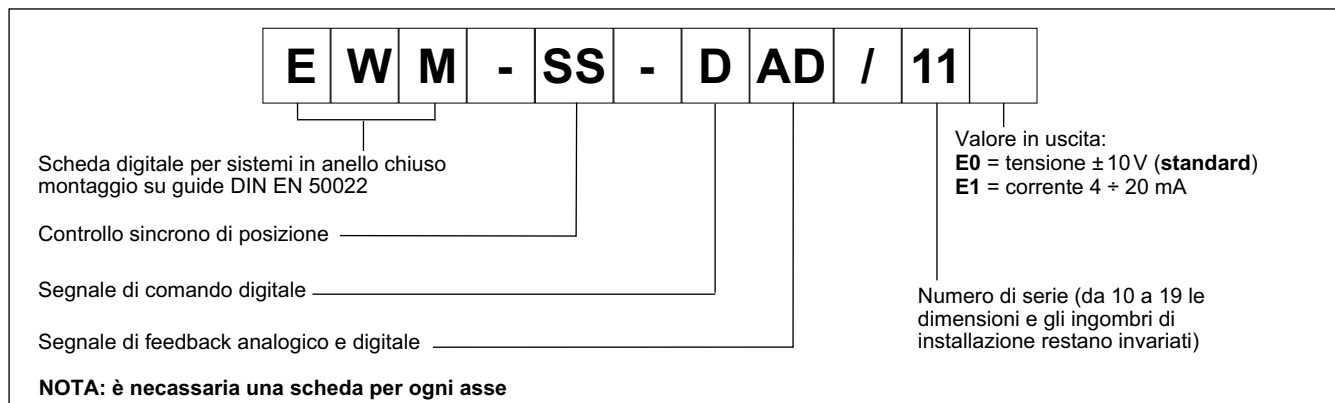 E W M - SS - D AD / 11
Scheda digitale per sistemi in anello chiuso
montaggio su guide DIN EN 50022
Controllo sincrono di posizione
Segnale di comando digitale
Segnale di feedback analogico e digitale
Valore in uscita:
E0 = tensione ± 10 V (standard)
E1 = corrente 4 ÷ 20 mA
Numero di serie (da 10 a 19 le
dimensioni e gli ingombri di
installazione restano invariati)
NOTA: è necassaria una scheda per ogni asse